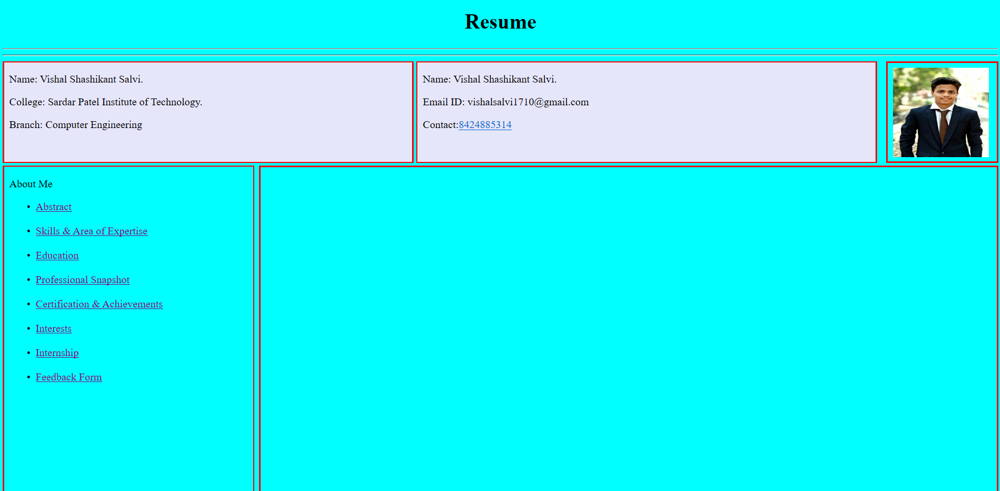 Resume
Name: Vishal Shashikant Salvi.
College: Sardar Patel Institute of Technology.
Branch: Computer Engineering
Name: Vishal Shashikant Salvi.
Email ID: vishalsalvi1710@gmail.com
Contact:8424885314
About Me
• Abstract
• Skills & Area of Expertise
• Education
• Professional Snapshot
• Certification & Achievements
• Interests
• Internship
• Feedback Form